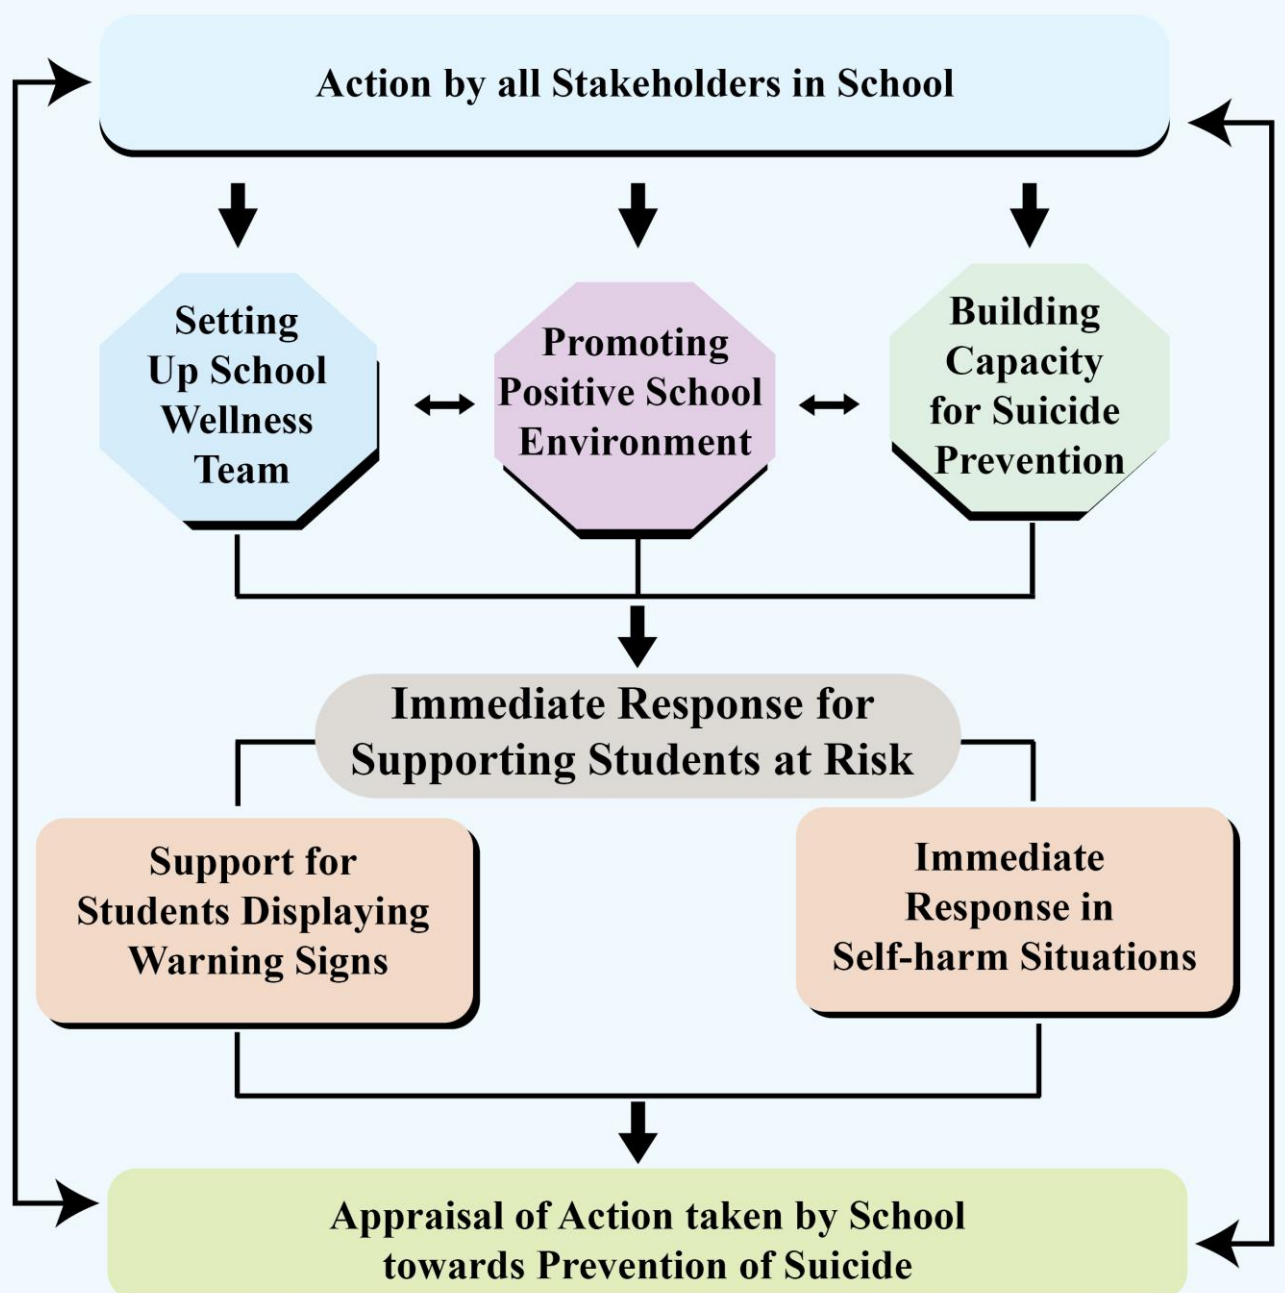 Action by all Stakeholders in School
Setting
Up School
Wellness
Team
Promoting
Positive School
Environment
Building
Capacity
for Suicide
Prevention
Immediate Response for
Supporting Students at Risk
Support for
Students Displaying
Warning Signs
Immediate
Response in
Self-harm Situations
Appraisal of Action taken by School
towards Prevention of Suicide